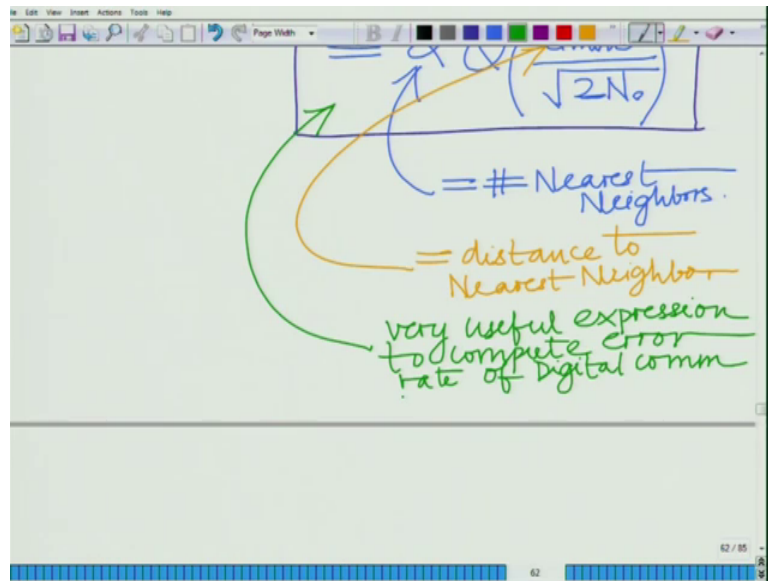 File Edit View Insert Actions Tools Help
Page Width B I
= α Q(dmin/√2N₀)
= # Nearest
Neighbors.
= distance to
Nearest Neighbor
very useful expression
to compute error
rate of Digital comm
62 / 85
62